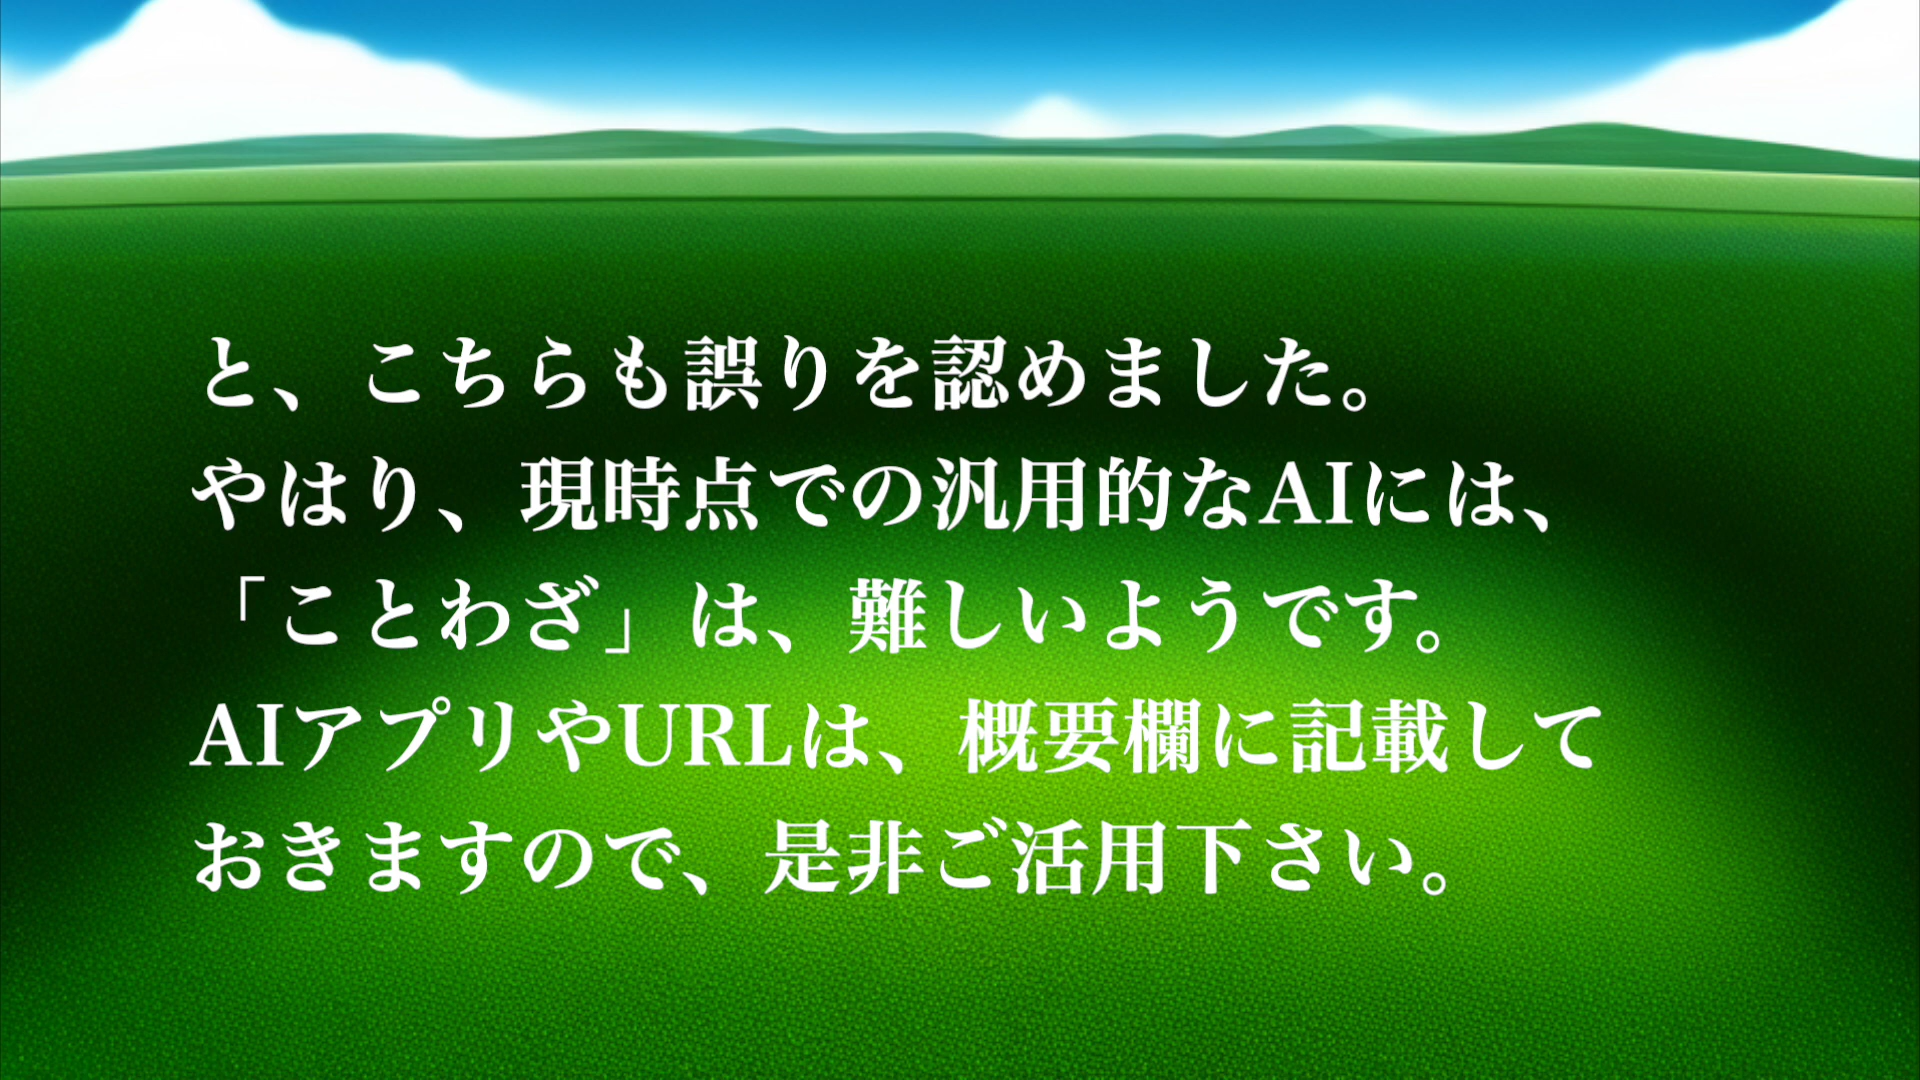 と、こちらも誤りを認めました。
やはり、現時点での汎用的なAIには、
「ことわざ」は、難しいようです。
AIアプリやURLは、概要欄に記載して
おきますので、是非ご活用下さい。